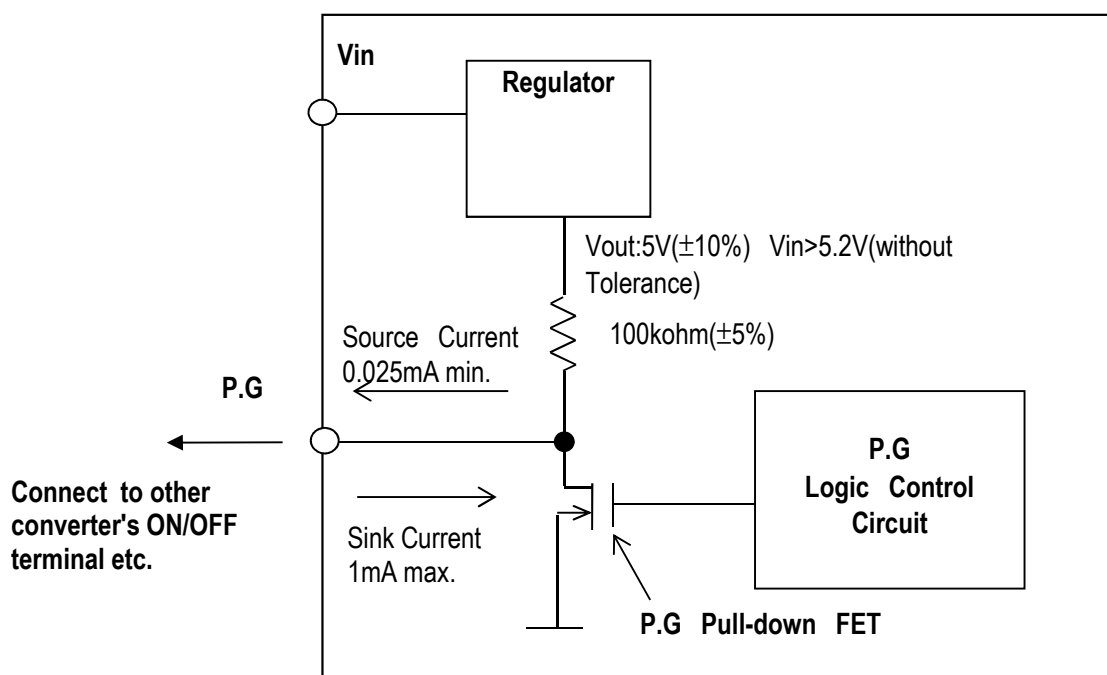 Vin
Regulator
Vout:5V(±10%) Vin>5.2V(without
Tolerance)
100kohm(±5%)
Source Current
0.025mA min.
P.G
Connect to other
converter's ON/OFF
terminal etc.
Sink Current
1mA max.
P.G
Logic Control
Circuit
P.G Pull-down FET